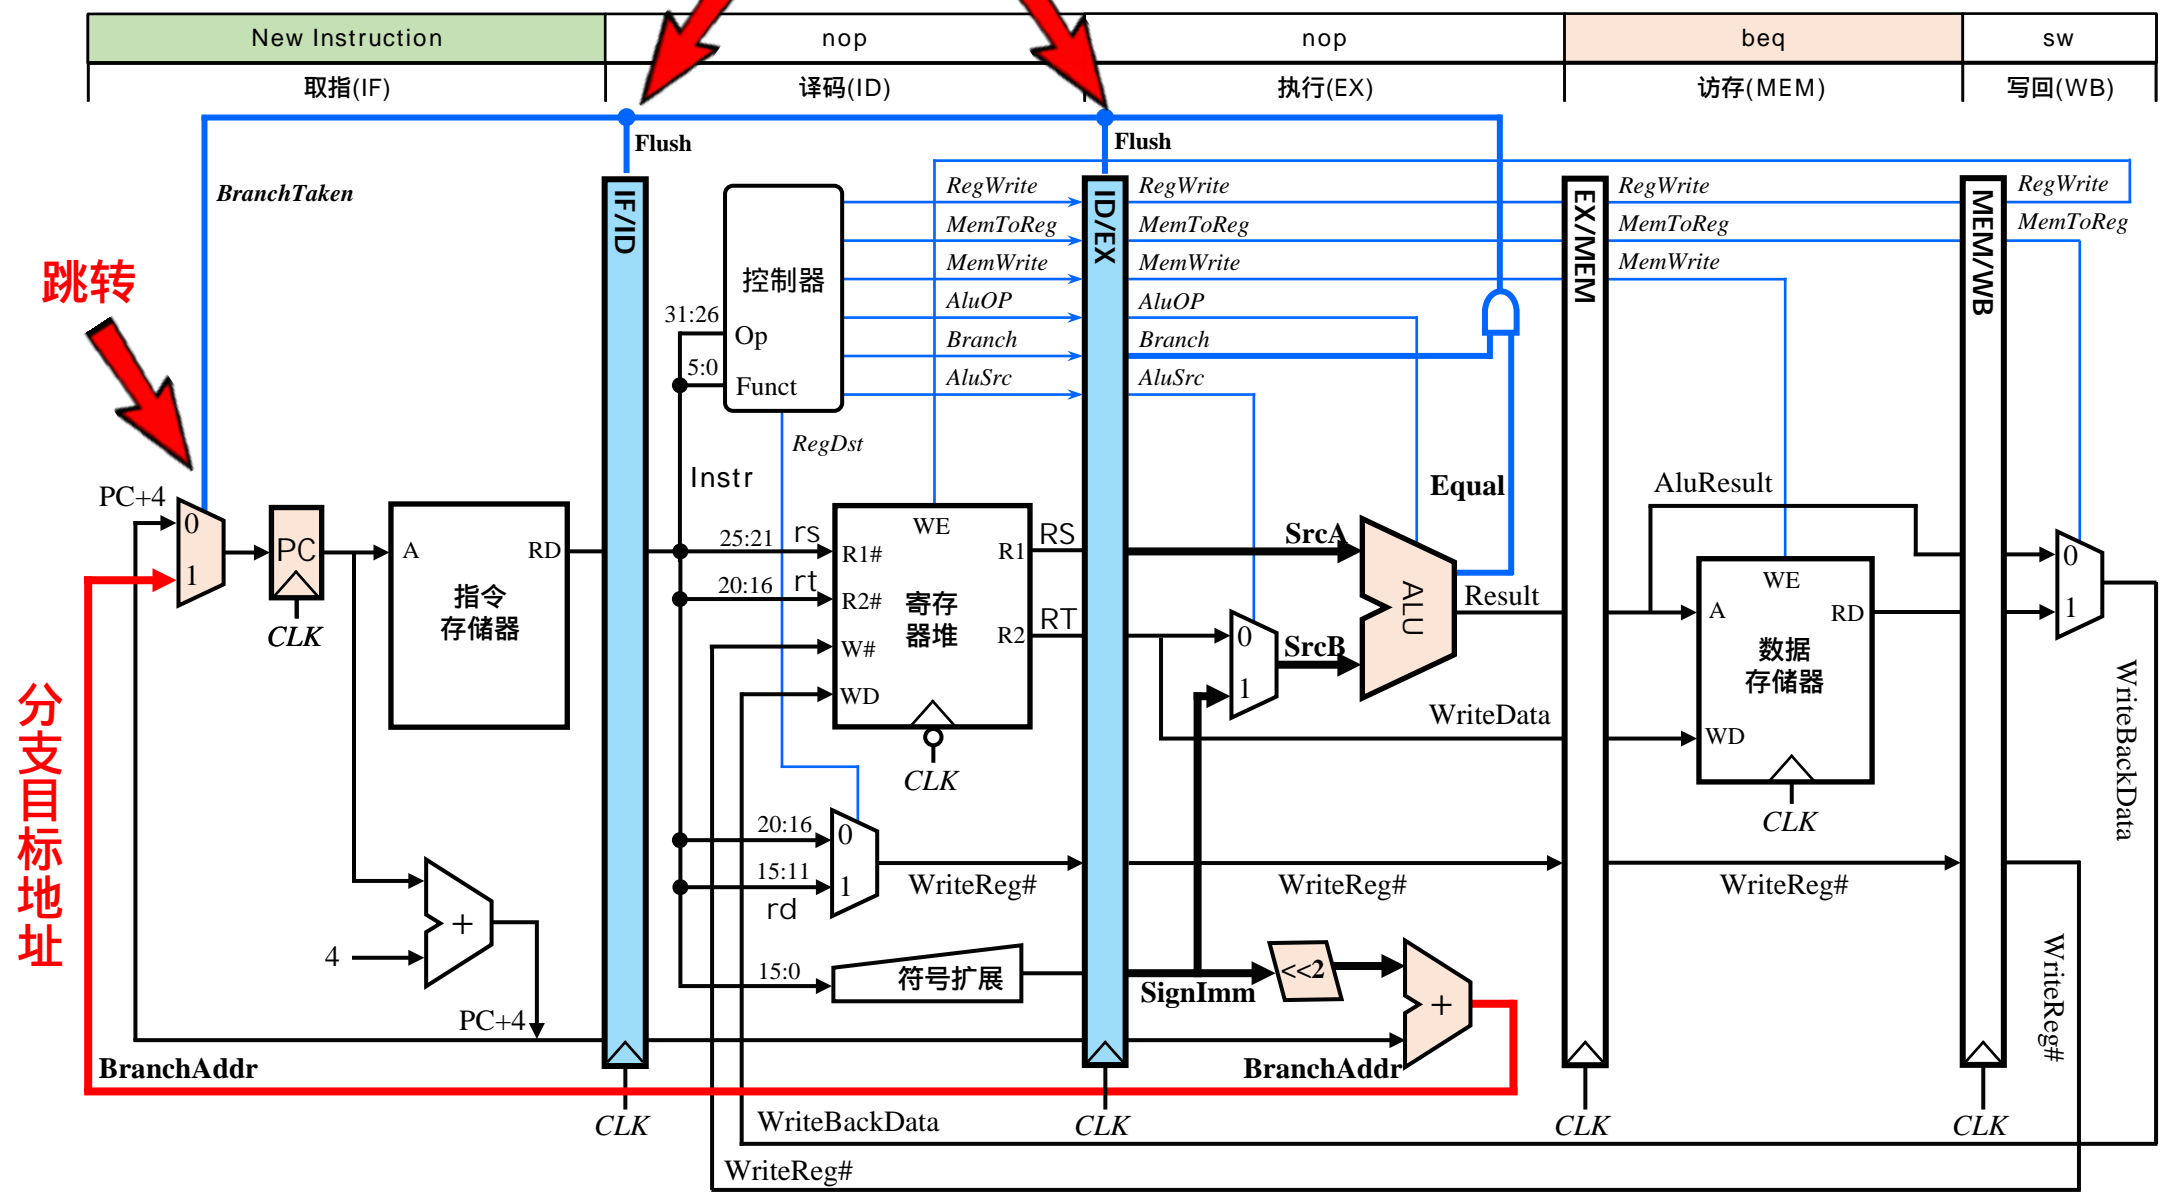 New Instruction
nop
nop
beq
sw
取指(IF)
译码(ID)
执行(EX)
访存(MEM)
写回(WB)
Flush
Flush
BranchTaken
跳转
IF/ID
ID/EX
EX/MEM
MEM/WB
RegWrite
MemToReg
MemWrite
AluOP
Branch
AluSrc
RegWrite
MemToReg
MemWrite
AluOP
Branch
AluSrc
RegWrite
MemToReg
MemWrite
RegWrite
MemToReg
控制器
31:26
Op
5:0
Funct
RegDst
Instr
PC+4
0
1
PC
CLK
A
RD
指令
存储器
25:21
rs
20:16
rt
WE
R1#
R2#
W#
WD
R1
R2
寄存
器堆
CLK
RS
RT
SrcA
SrcB
0
1
ALU
Equal
Result
WriteData
AluResult
WE
A
RD
数据
存储器
WD
CLK
0
1
WriteBackData
分支目标地址
4
+
PC+4
20:16
15:11
rd
0
1
WriteReg#
WriteReg#
WriteReg#
WriteReg#
15:0
符号扩展
SignImm
<<2
+
BranchAddr
BranchAddr
CLK
CLK
CLK
CLK
WriteBackData
WriteReg#